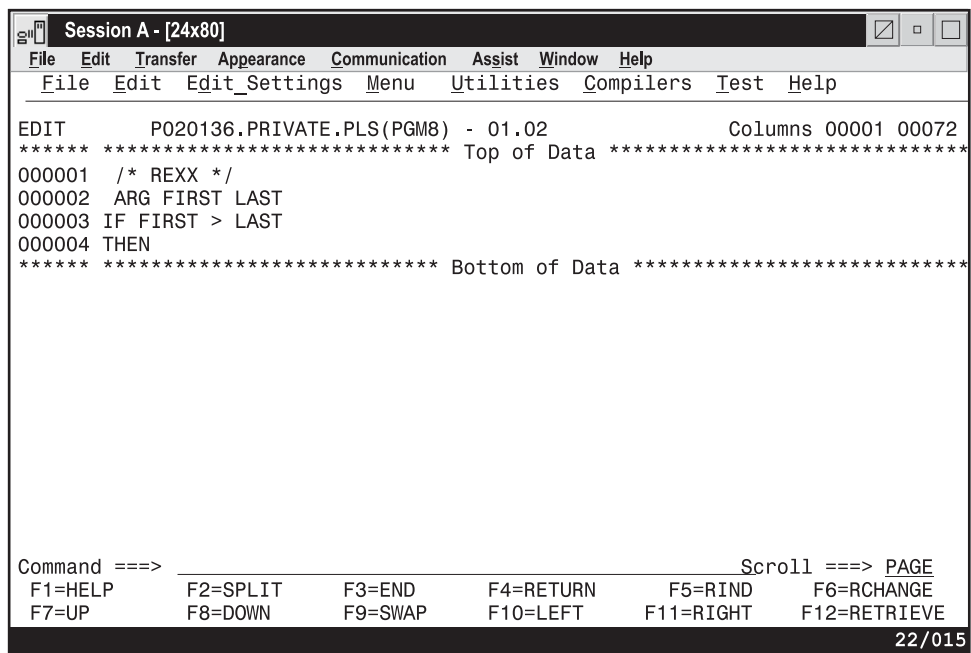 Session A - [24x80]
File Edit Transfer Appearance Communication Assist Window Help
File Edit Edit_Settings Menu Utilities Compilers Test Help
EDIT PO20136.PRIVATE.PLS(PGM8) - 01.02 Columns 00001 00072
****** ***************************** Top of Data ******************************
000001 /* REXX */
000002 ARG FIRST LAST
000003 IF FIRST > LAST
000004 THEN
****** **************************** Bottom of Data ****************************
Command ===> Scroll ===> PAGE
F1=HELP F2=SPLIT F3=END F4=RETURN F5=RIND F6=RCHANGE
F7=UP F8=DOWN F9=SWAP F10=LEFT F11=RIGHT F12=RETRIEVE
22/015